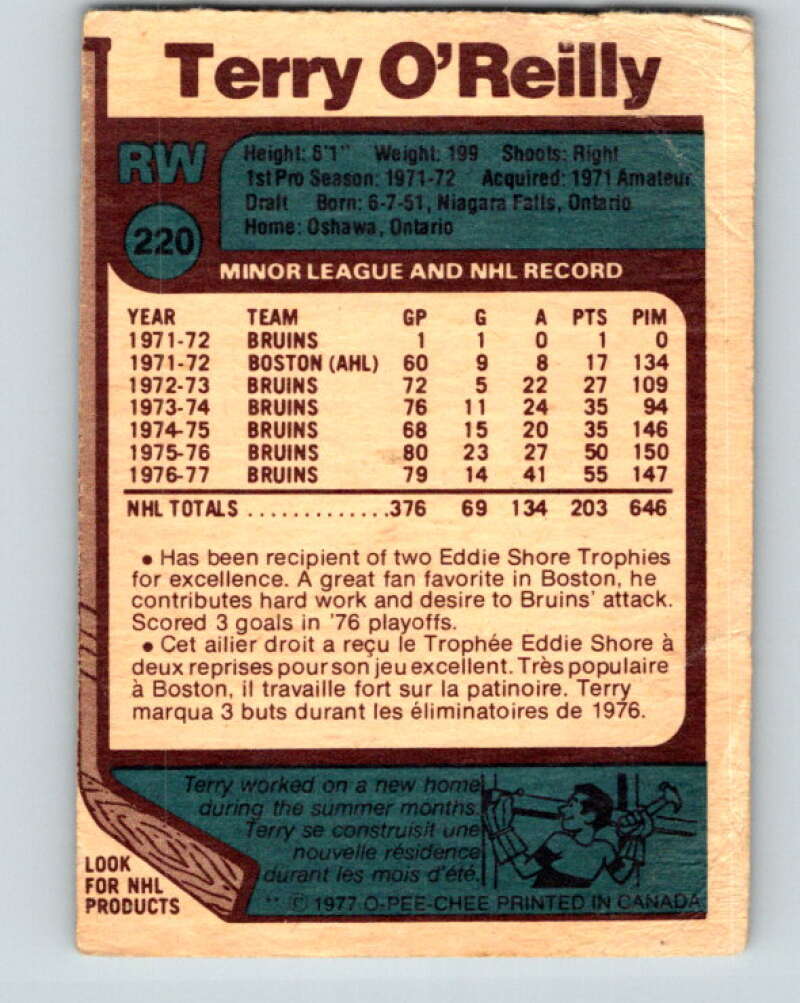 Terry O'Reilly
RW
Height: 6'1" Weight: 199 Shoots: Right
1st Pro Season: 1971-72 Acquired: 1971 Amateur
Draft Born: 6-7-51, Niagara Falls, Ontario
Home: Oshawa, Ontario
220
MINOR LEAGUE AND NHL RECORD
YEAR TEAM GP G A PTS PIM
1971-72 BRUINS 1 1 0 1 0
1971-72 BOSTON (AHL) 60 9 8 17 134
1972-73 BRUINS 72 5 22 27 109
1973-74 BRUINS 76 11 24 35 94
1974-75 BRUINS 68 15 20 35 146
1975-76 BRUINS 80 23 27 50 150
1976-77 BRUINS 79 14 41 55 147
NHL TOTALS .............376 69 134 203 646
• Has been recipient of two Eddie Shore Trophies
for excellence. A great fan favorite in Boston, he
contributes hard work and desire to Bruins' attack.
Scored 3 goals in '76 playoffs.
• Cet ailier droit a reçu le Trophée Eddie Shore à
deux reprises pour son jeu excellent. Très populaire
à Boston, il travaille fort sur la patinoire. Terry
marqua 3 buts durant les éliminatoires de 1976.
Terry worked on a new home
during the summer months.
Terry se construisit une
nouvelle résidence
durant les mois d'été.
LOOK
FOR NHL
PRODUCTS
** © 1977 O-PEE-CHEE PRINTED IN CANADA